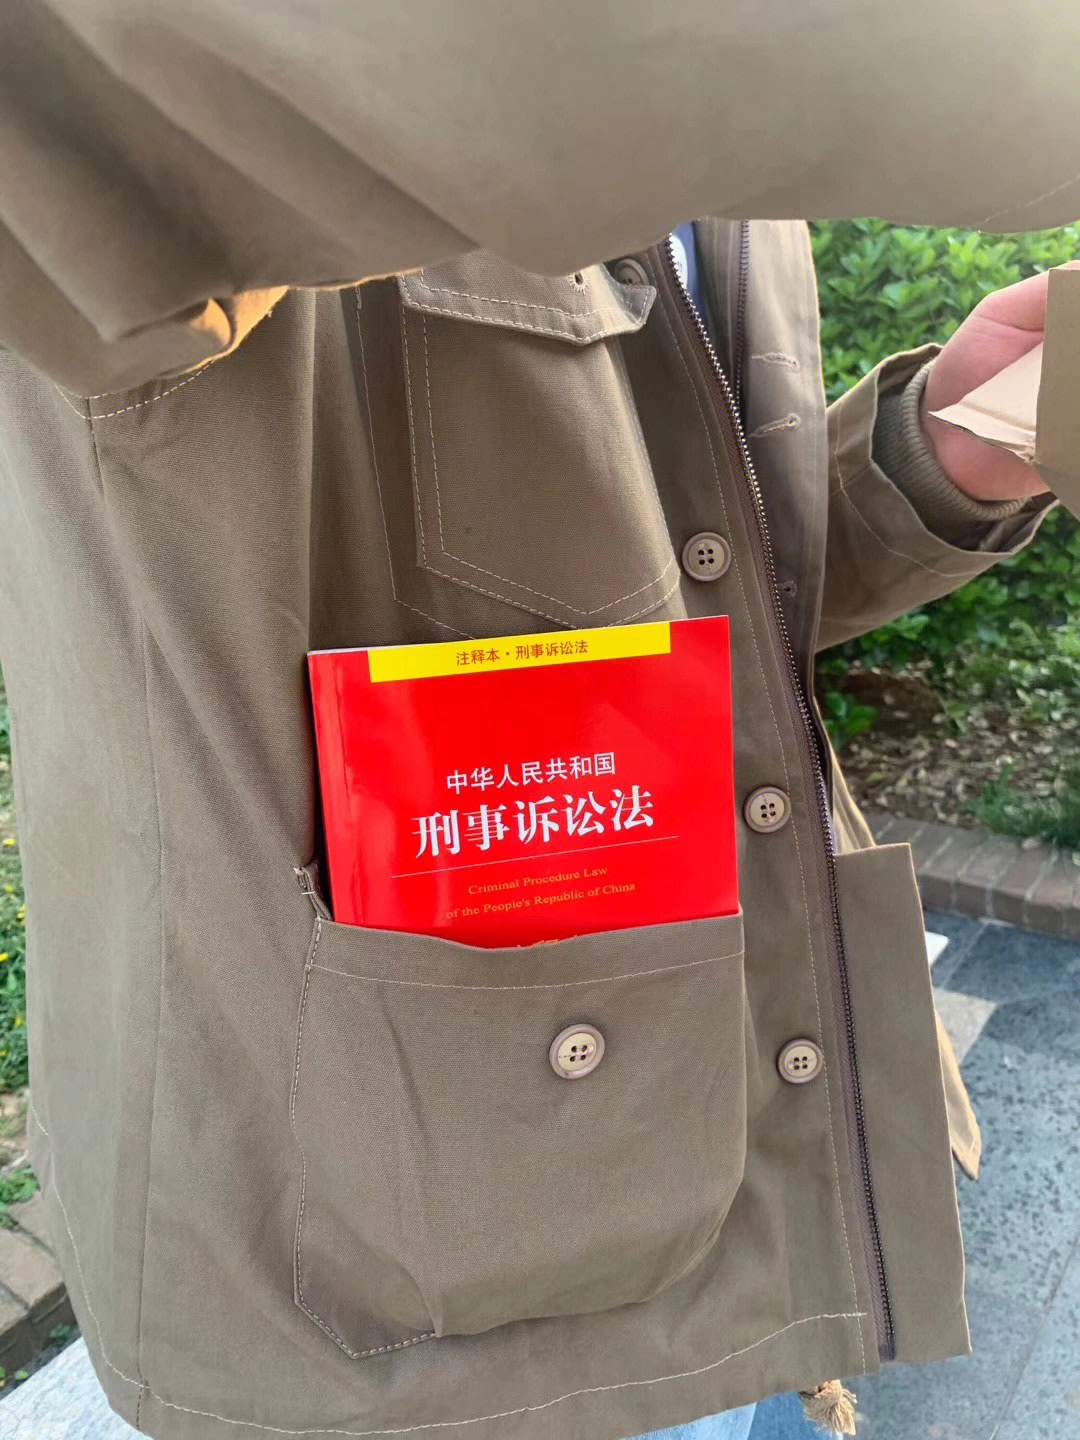 注释本·刑事诉讼法
中华人民共和国
刑事诉讼法
Criminal Procedure Law
of the People's Republic of China